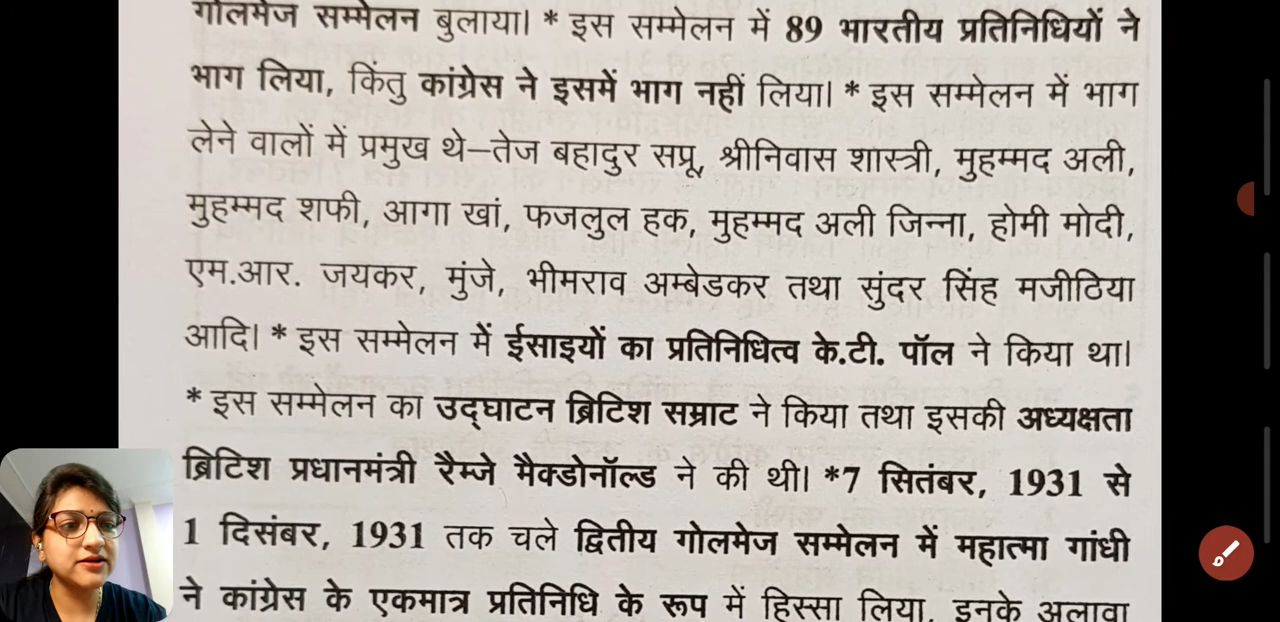 गोलमेज सम्मेलन बुलाया। * इस सम्मेलन में 89 भारतीय प्रतिनिधियों ने
भाग लिया, किंतु कांग्रेस ने इसमें भाग नहीं लिया। * इस सम्मेलन में भाग
लेने वालों में प्रमुख थे–तेज बहादुर सप्रू, श्रीनिवास शास्त्री, मुहम्मद अली,
मुहम्मद शफी, आगा खां, फजलुल हक, मुहम्मद अली जिन्ना, होमी मोदी,
एम.आर. जयकर, मुंजे, भीमराव अम्बेडकर तथा सुंदर सिंह मजीठिया
आदि। * इस सम्मेलन में ईसाइयों का प्रतिनिधित्व के.टी. पॉल ने किया था।
* इस सम्मेलन का उद्घाटन ब्रिटिश सम्राट ने किया तथा इसकी अध्यक्षता
ब्रिटिश प्रधानमंत्री रैम्जे मैक्डोनॉल्ड ने की थी। *7 सितंबर, 1931 से
1 दिसंबर, 1931 तक चले द्वितीय गोलमेज सम्मेलन में महात्मा गांधी
ने कांग्रेस के एकमात्र प्रतिनिधि के रूप में हिस्सा लिया, इनके अलावा